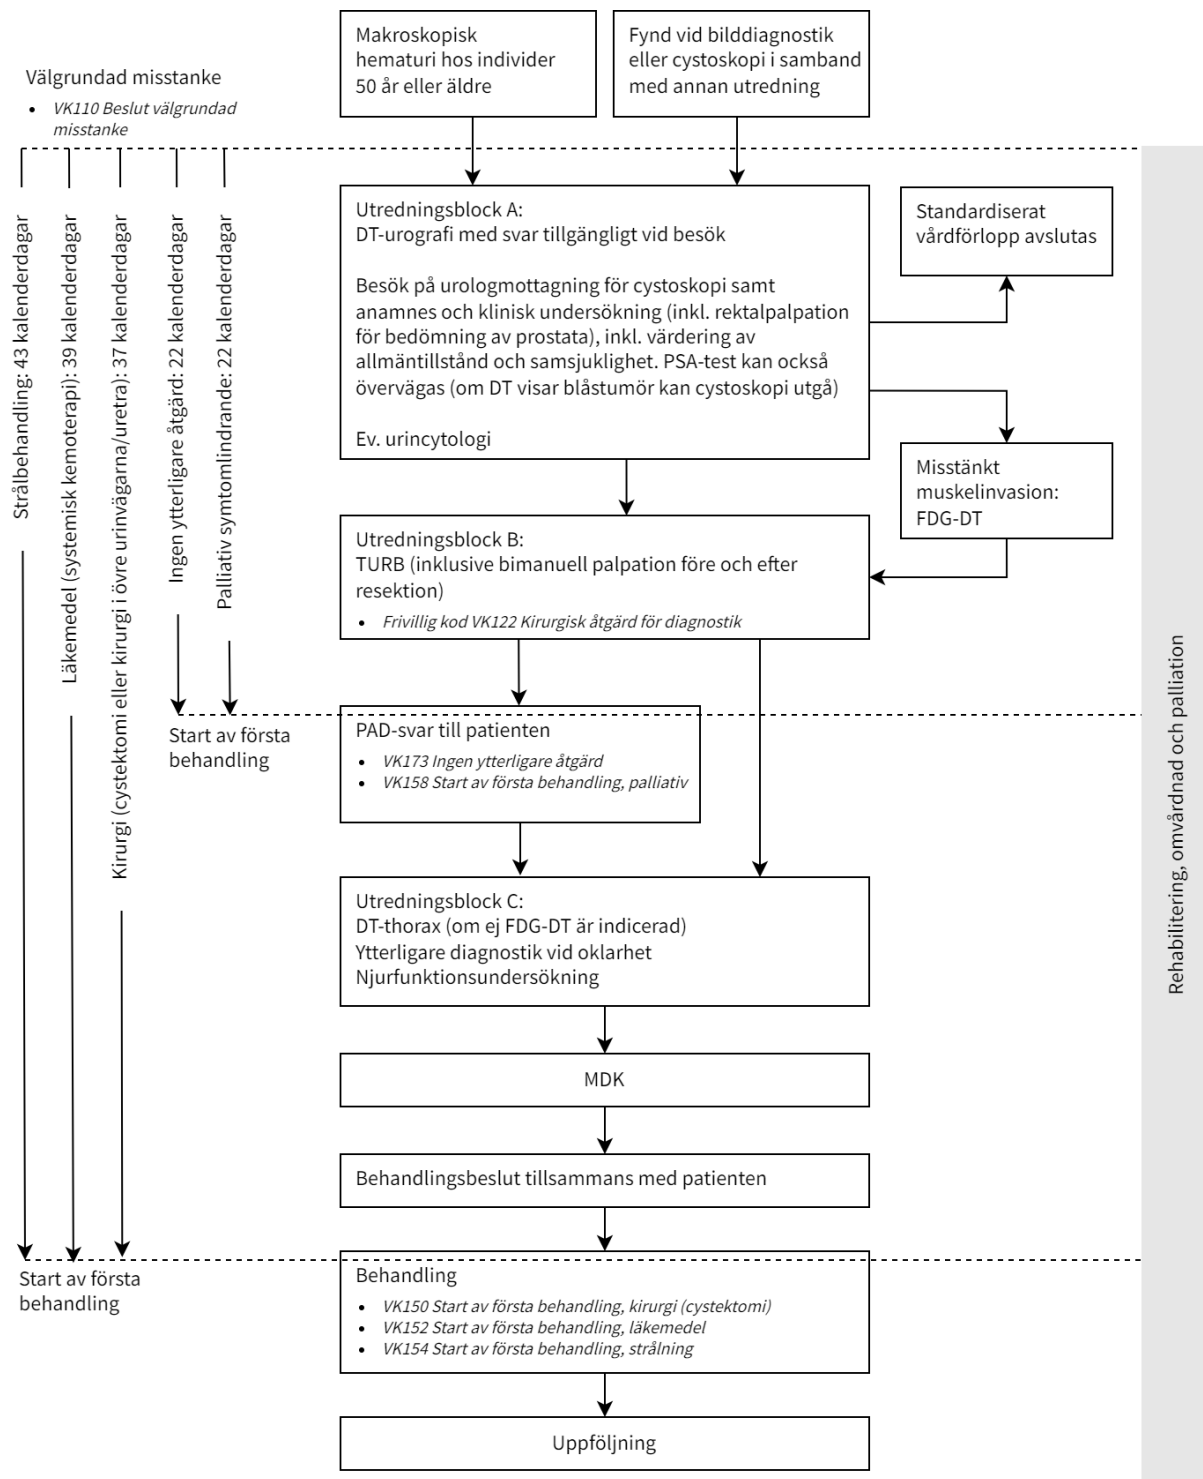 Makroskopisk
hematuri hos individer
50 år eller äldre
Fynd vid bilddiagnostik
eller cystoskopi i samband
med annan utredning
Välgrundad misstanke
• VK110 Beslut välgrundad
misstanke
Strålbehandling: 43 kalenderdagar
Läkemedel (systemisk kemoterapi): 39 kalenderdagar
Kirurgi (cystektomi eller kirurgi i övre urinvägarna/uretra): 37 kalenderdagar
Ingen ytterligare åtgärd: 22 kalenderdagar
Palliativ symtomlindrande: 22 kalenderdagar
Utredningsblock A:
DT-urografi med svar tillgängligt vid besök
Besök på urologmottagning för cystoskopi samt
anamnes och klinisk undersökning (inkl. rektalpalpation
för bedömning av prostata), inkl. värdering av
allmäntillstånd och samsjuklighet. PSA-test kan också
övervägas (om DT visar blåstumör kan cystoskopi utgå)
Ev. urincytologi
Standardiserat
vårdförlopp avslutas
Misstänkt
muskelinvasion:
FDG-DT
Utredningsblock B:
TURB (inklusive bimanuell palpation före och efter
resektion)
• Frivillig kod VK122 Kirurgisk åtgärd för diagnostik
Start av första
behandling
PAD-svar till patienten
• VK173 Ingen ytterligare åtgärd
• VK158 Start av första behandling, palliativ
Utredningsblock C:
DT-thorax (om ej FDG-DT är indicerad)
Ytterligare diagnostik vid oklarhet
Njurfunktionsundersökning
MDK
Behandlingsbeslut tillsammans med patienten
Start av första
behandling
Behandling
• VK150 Start av första behandling, kirurgi (cystektomi)
• VK152 Start av första behandling, läkemedel
• VK154 Start av första behandling, strålning
Uppföljning
Rehabilitering, omvårdnad och palliation